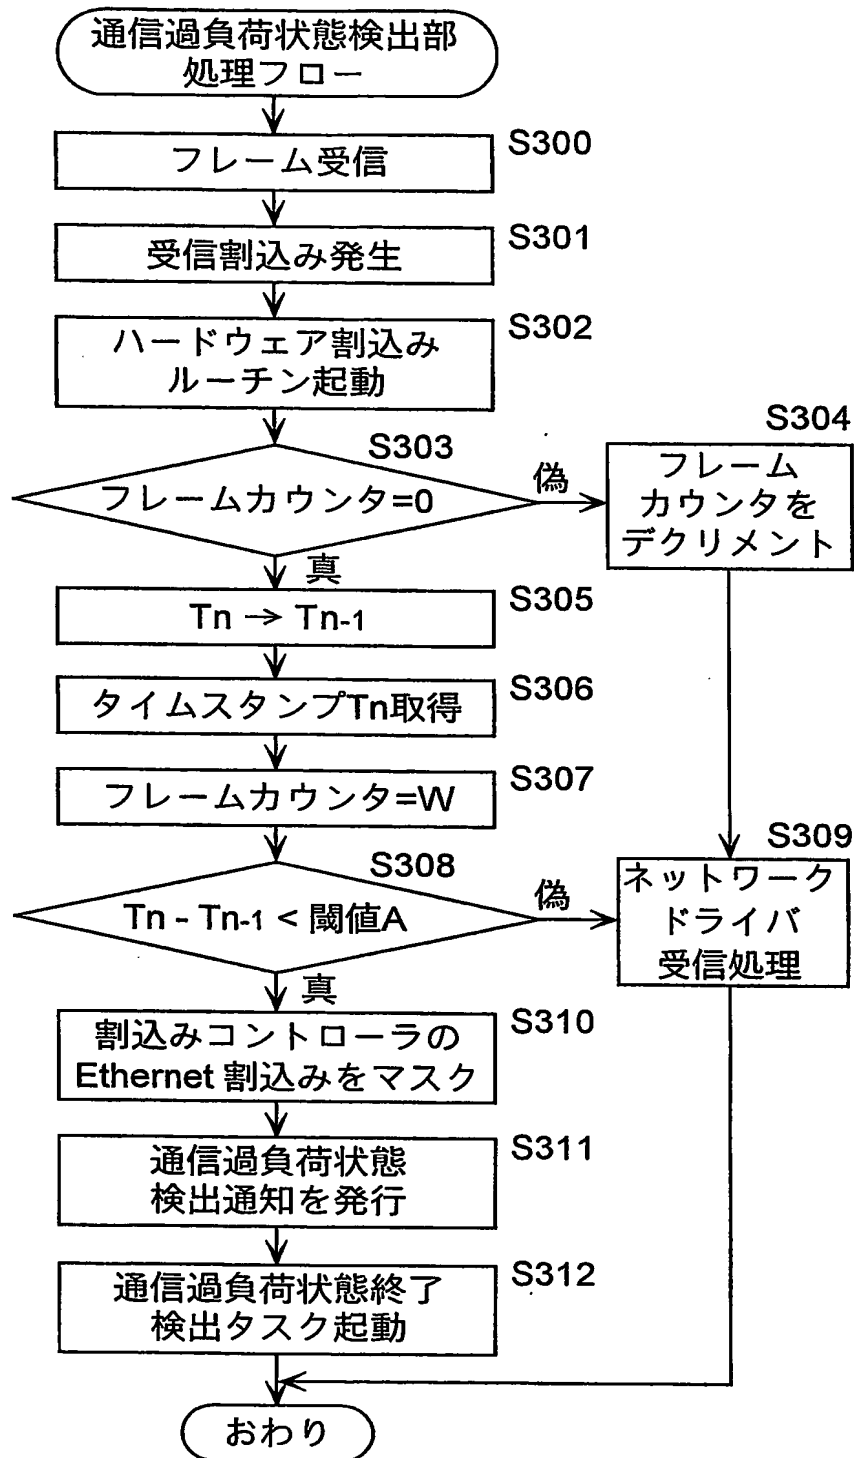 通信過負荷状態検出部
処理フロー
S300
フレーム受信
S301
受信割込み発生
S302
ハードウェア割込み
ルーチン起動
S303
フレームカウンタ=0
偽
真
S304
フレーム
カウンタを
デクリメント
S305
Tn → Tn-1
S306
タイムスタンプTn取得
S307
フレームカウンタ=W
S308
Tn - Tn-1 < 閾値A
偽
真
S309
ネットワーク
ドライバ
受信処理
S310
割込みコントローラの
Ethernet 割込みをマスク
S311
通信過負荷状態
検出通知を発行
S312
通信過負荷状態終了
検出タスク起動
おわり